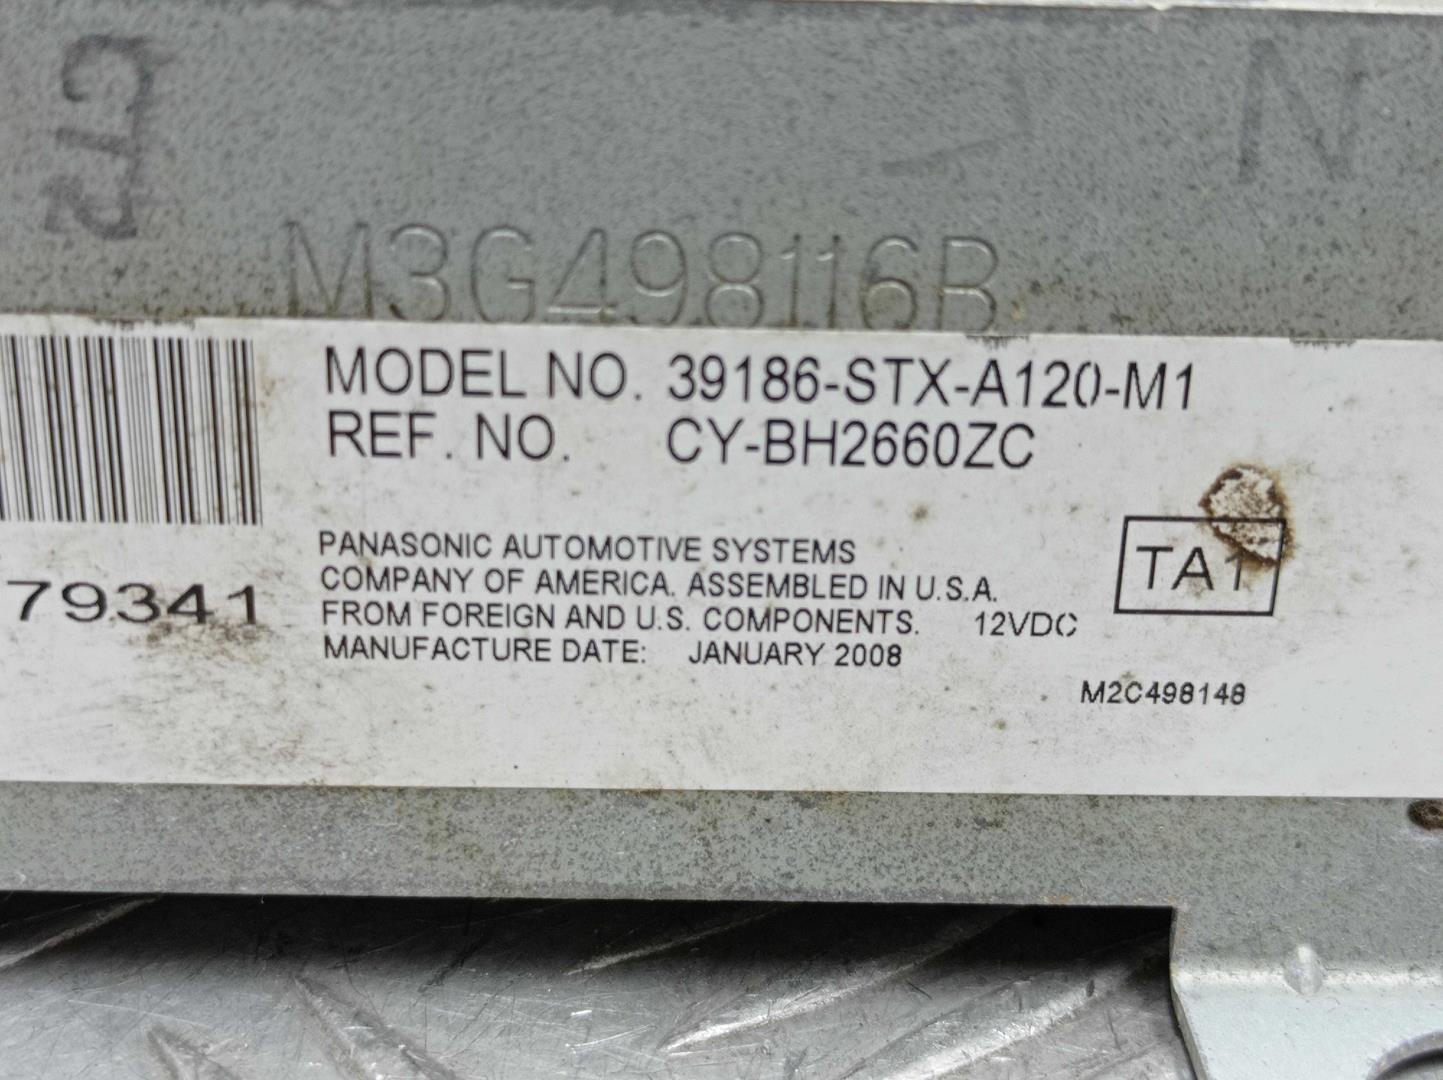 N
M3G498116B
MODEL NO. 39186-STX-A120-M1
REF. NO. CY-BH2660ZC
PANASONIC AUTOMOTIVE SYSTEMS
COMPANY OF AMERICA. ASSEMBLED IN U.S.A.
FROM FOREIGN AND U.S. COMPONENTS. 12VDC
MANUFACTURE DATE: JANUARY 2008
TA1
79341
M2C498148